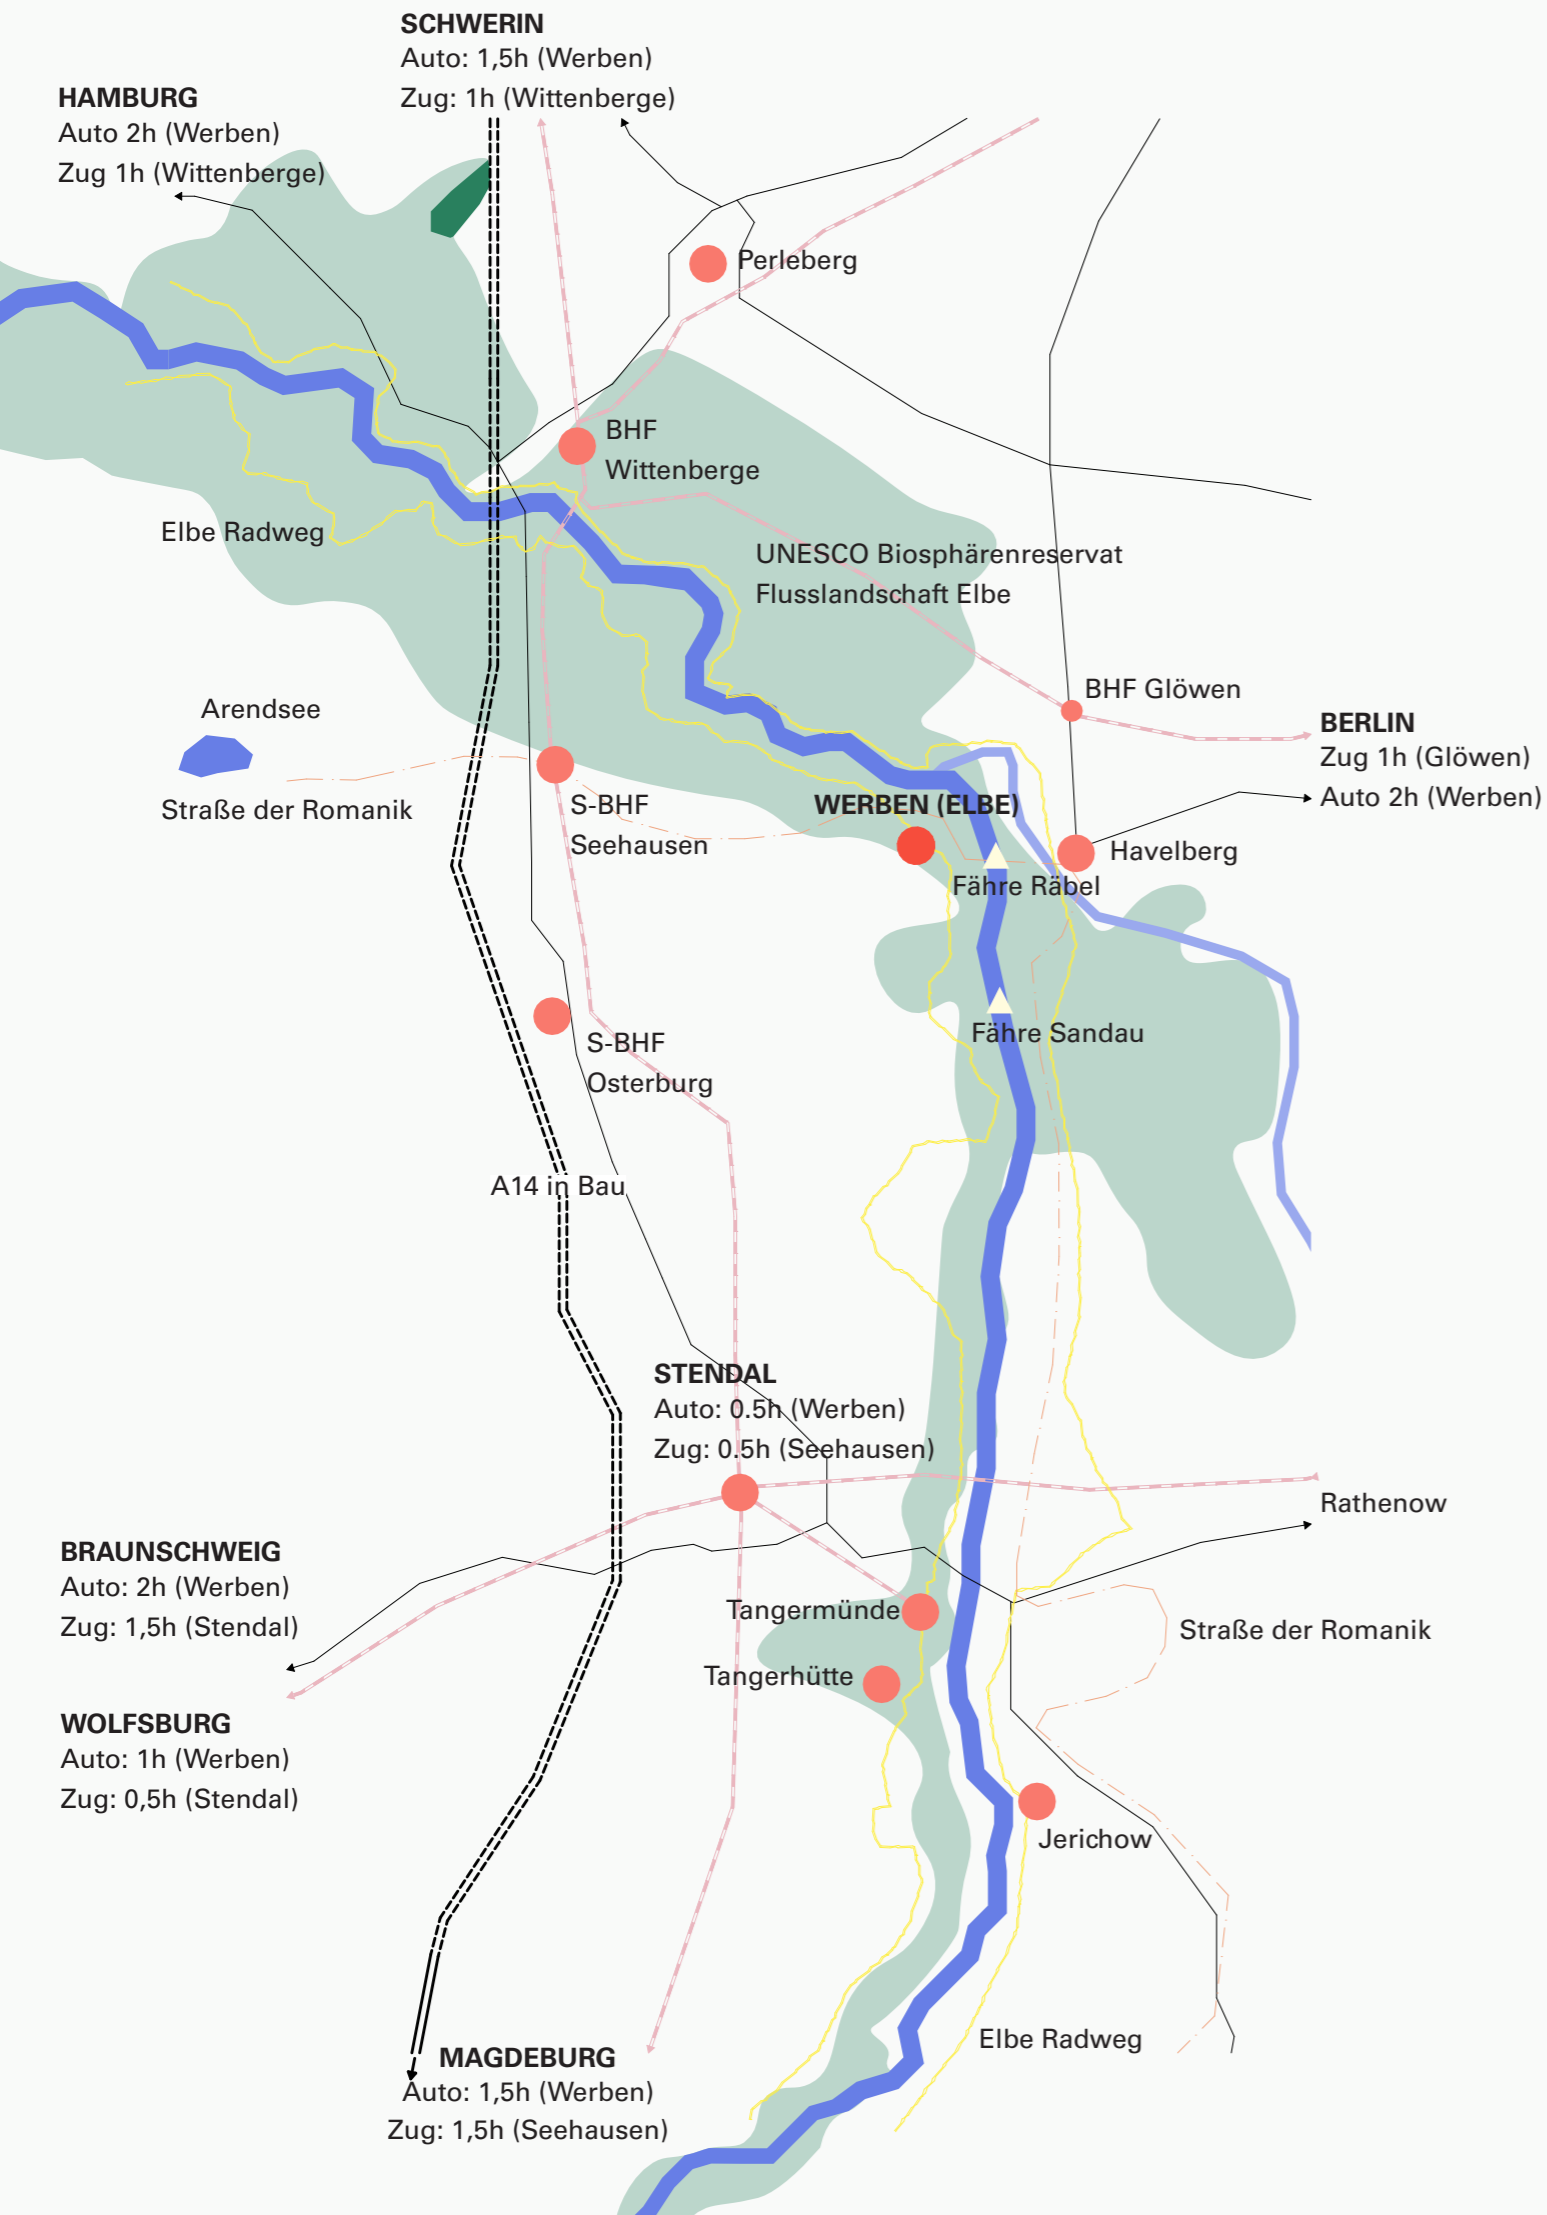 SCHWERIN
Auto: 1,5h (Werben)
Zug: 1h (Wittenberge)
HAMBURG
Auto 2h (Werben)
Zug 1h (Wittenberge)
Perleberg
BHF
Wittenberge
Elbe Radweg
UNESCO Biosphärenreservat
Flusslandschaft Elbe
BHF Glöwen
BERLIN
Zug 1h (Glöwen)
Auto 2h (Werben)
Arendsee
Straße der Romanik
S-BHF
Seehausen
WERBEN (ELBE)
Havelberg
Fähre Räbel
Fähre Sandau
S-BHF
Osterburg
A14 in Bau
STENDAL
Auto: 0.5h (Werben)
Zug: 0.5h (Seehausen)
Rathenow
BRAUNSCHWEIG
Auto: 2h (Werben)
Zug: 1,5h (Stendal)
Tangermünde
Straße der Romanik
Tangerhütte
WOLFSBURG
Auto: 1h (Werben)
Zug: 0,5h (Stendal)
Jerichow
Elbe Radweg
MAGDEBURG
Auto: 1,5h (Werben)
Zug: 1,5h (Seehausen)